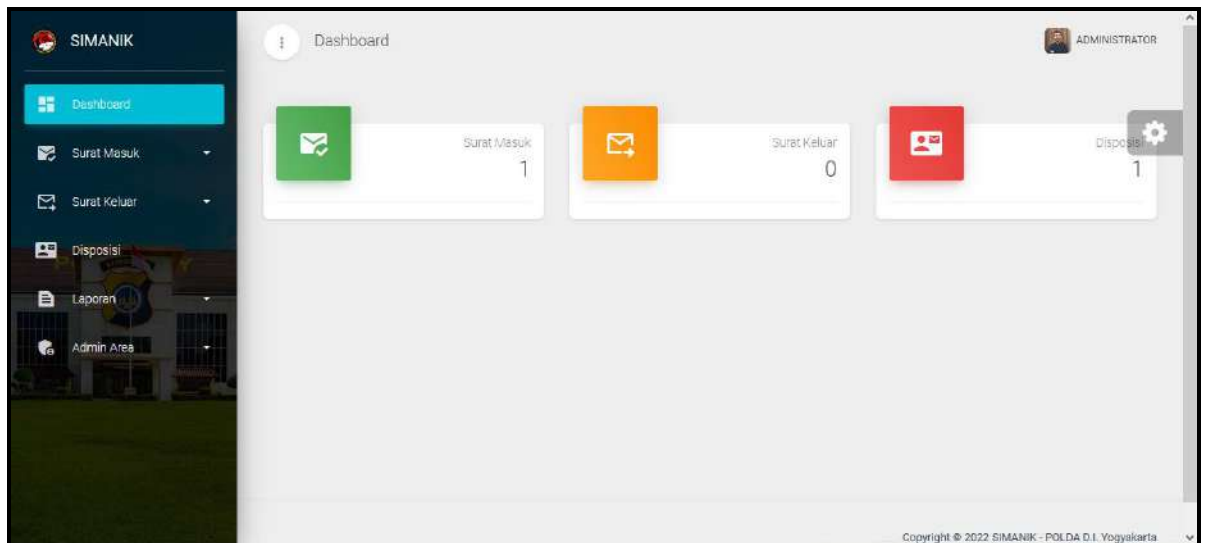 SIMANIK
Dashboard
ADMINISTRATOR
Dashboard
Surat Masuk
Surat Keluar
Disposisi
Laporan
Admin Area
Surat Masuk
1
Surat Keluar
0
Disposisi
1
Copyright © 2022 SIMANIK - POLDA D.I. Yogyakarta